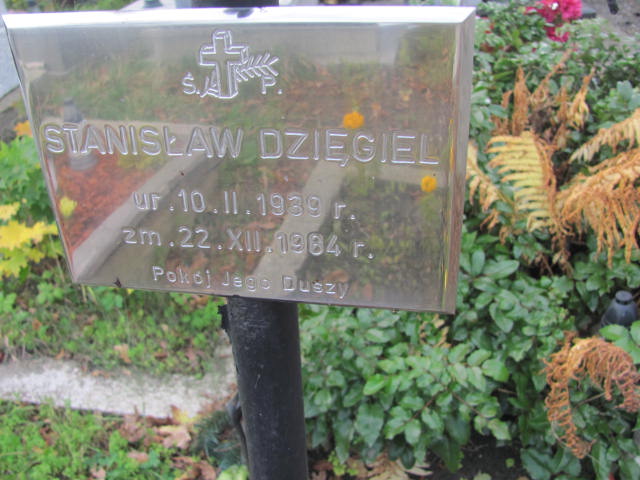 Ś. P.
STANISŁAW DZIĘGIEL
ur. 10. II. 1939 r.
zm. 22. XII. 1984 r.
Pokój Jego Duszy